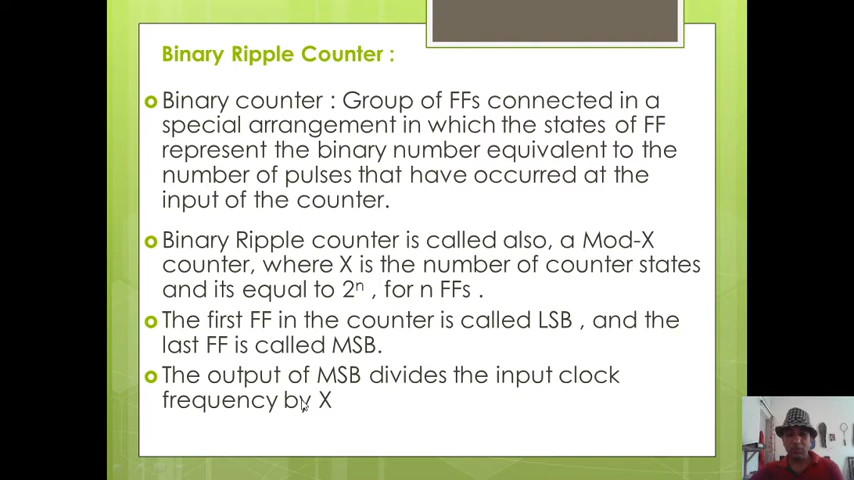 Binary Ripple Counter :
Binary counter : Group of FFs connected in a
special arrangement in which the states of FF
represent the binary number equivalent to the
number of pulses that have occurred at the
input of the counter.
Binary Ripple counter is called also, a Mod-X
counter, where X is the number of counter states
and its equal to 2ⁿ , for n FFs .
The first FF in the counter is called LSB , and the
last FF is called MSB.
The output of MSB divides the input clock
frequency by X